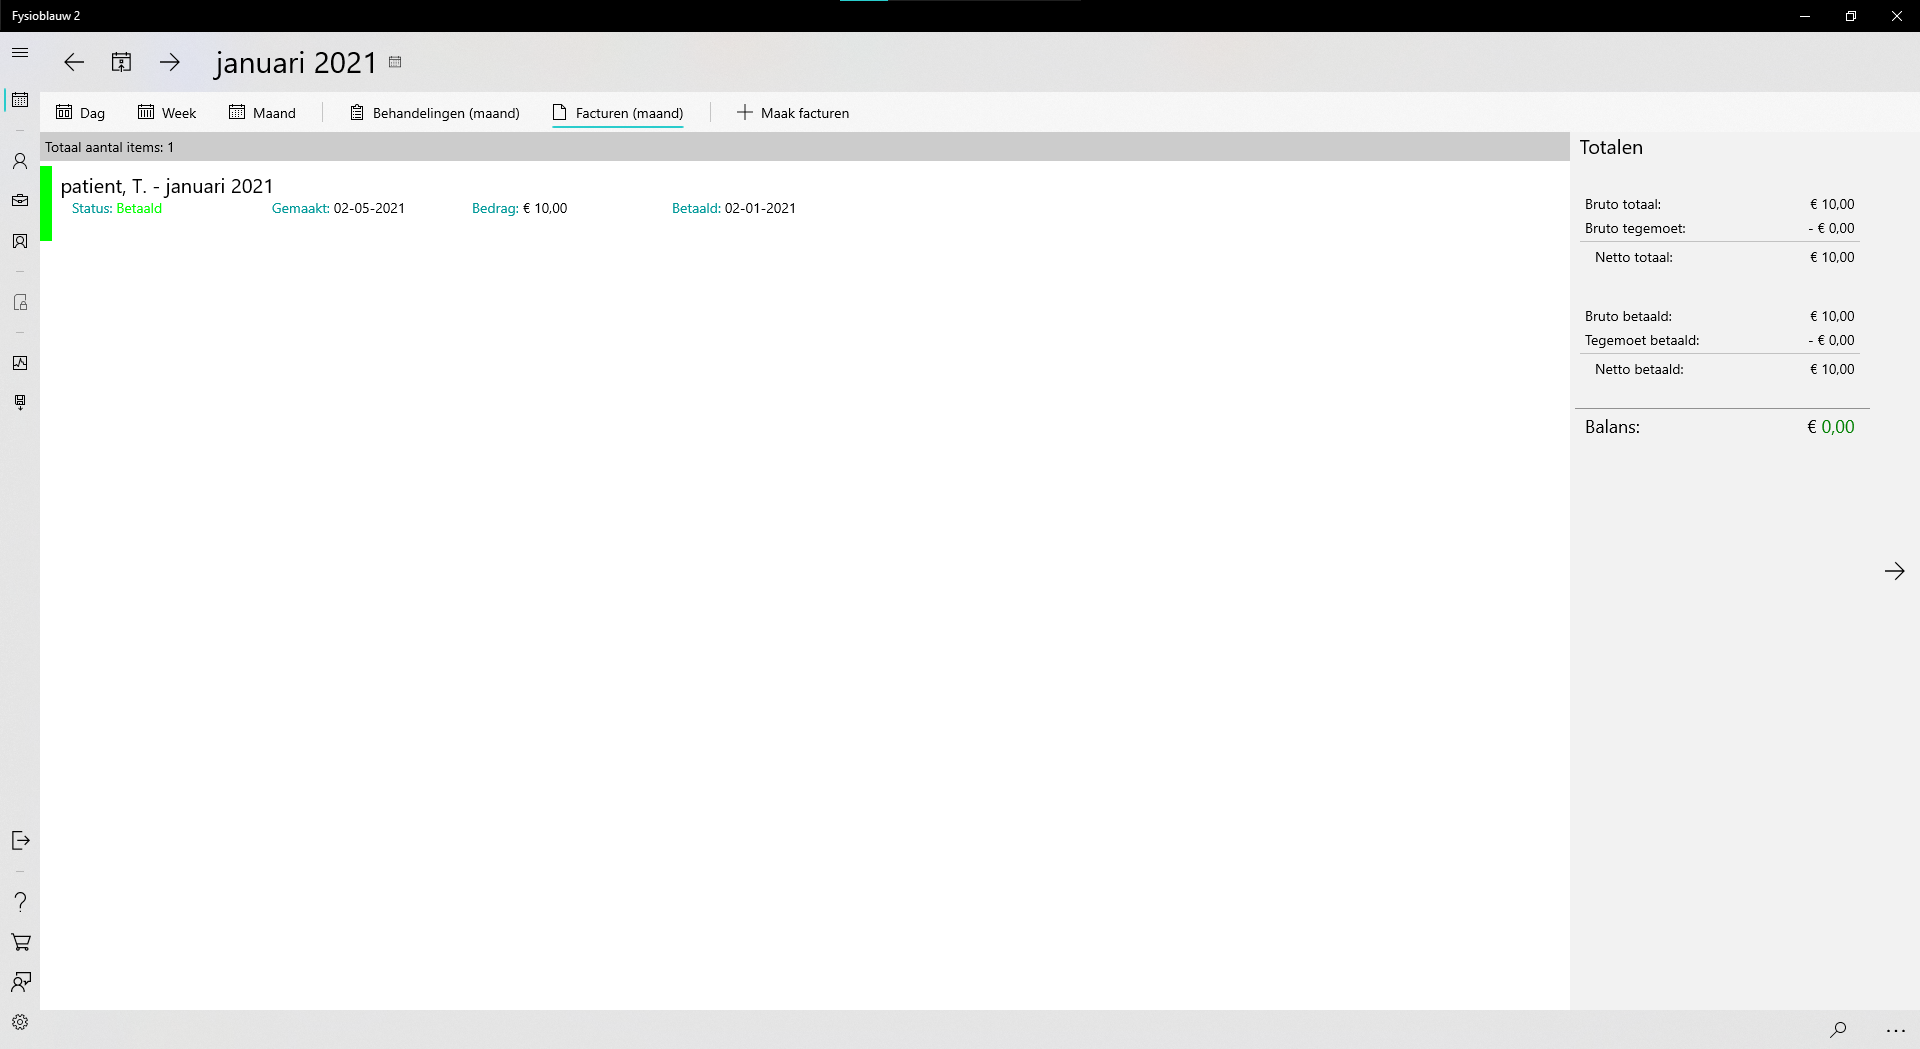 Fysioblauw 2
januari 2021
Dag Week Maand Behandelingen (maand) Facturen (maand) Maak facturen
Totaal aantal items: 1
patient, T. - januari 2021
Status: Betaald Gemaakt: 02-05-2021 Bedrag: € 10,00 Betaald: 02-01-2021
Totalen
Bruto totaal: € 10,00
Bruto tegemoet: - € 0,00
Netto totaal: € 10,00
Bruto betaald: € 10,00
Tegemoet betaald: - € 0,00
Netto betaald: € 10,00
Balans: € 0,00